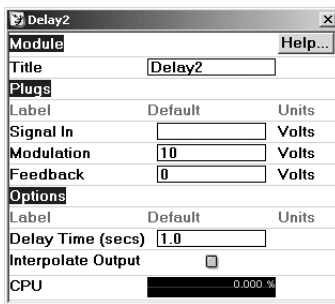 Delay2
Module Help...
Title Delay2
Plugs
Label Default Units
Signal In Volts
Modulation 10 Volts
Feedback 0 Volts
Options
Label Default Units
Delay Time (secs) 1.0
Interpolate Output
CPU 0.000 %